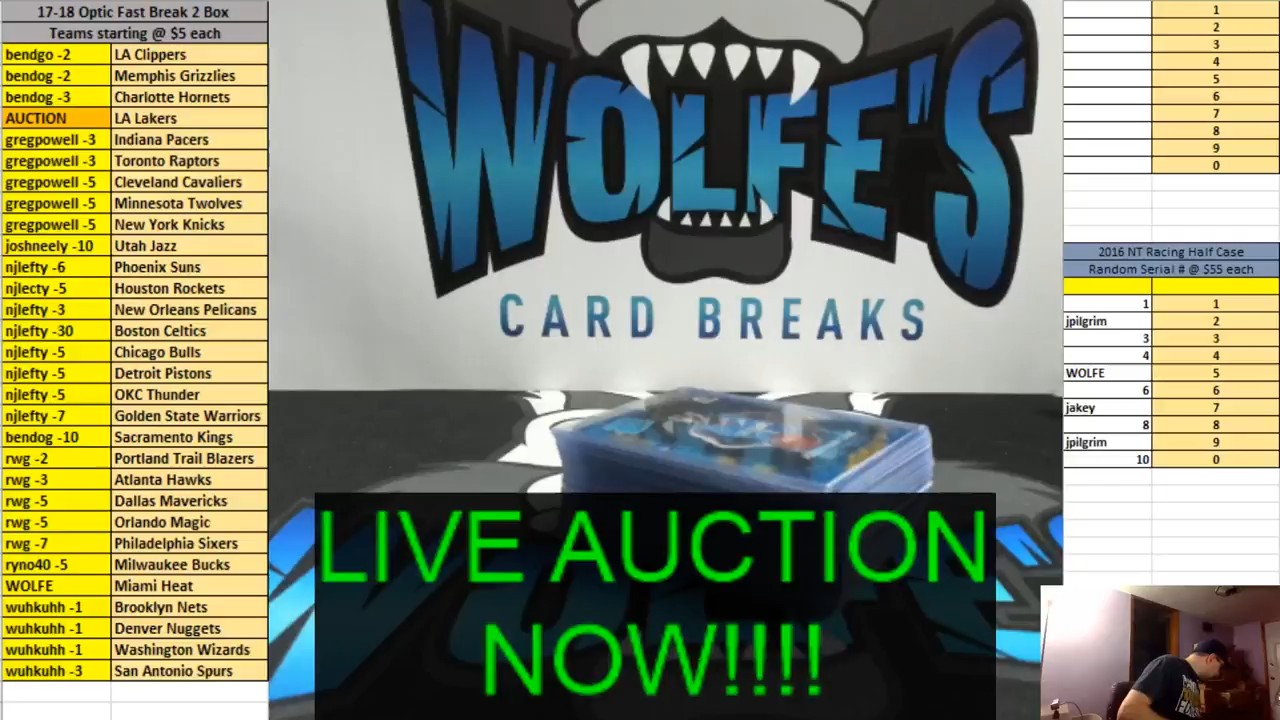 17-18 Optic Fast Break 2 Box
Teams starting @ $5 each
bendgo -2 LA Clippers
bendog -2 Memphis Grizzlies
bendog -3 Charlotte Hornets
AUCTION LA Lakers
gregpowell -3 Indiana Pacers
gregpowell -3 Toronto Raptors
gregpowell -5 Cleveland Cavaliers
gregpowell -5 Minnesota Twolves
gregpowell -5 New York Knicks
joshneely -10 Utah Jazz
njlefty -6 Phoenix Suns
njlecty -5 Houston Rockets
njlefty -3 New Orleans Pelicans
njlefty -30 Boston Celtics
njlefty -5 Chicago Bulls
njlefty -5 Detroit Pistons
njlefty -5 OKC Thunder
njlefty -7 Golden State Warriors
bendog -10 Sacramento Kings
rwg -2 Portland Trail Blazers
rwg -3 Atlanta Hawks
rwg -5 Dallas Mavericks
rwg -5 Orlando Magic
rwg -7 Philadelphia Sixers
ryno40 -5 Milwaukee Bucks
WOLFE Miami Heat
wuhkuhh -1 Brooklyn Nets
wuhkuhh -1 Denver Nuggets
wuhkuhh -1 Washington Wizards
wuhkuhh -3 San Antonio Spurs
WOLFE"S
CARD BREAKS
LIVE AUCTION
NOW!!!!
1
2
3
4
5
6
7
8
9
0
2016 NT Racing Half Case
Random Serial # @ $55 each
1 1
jpilgrim 2
3 3
4 4
WOLFE 5
6 6
jakey 7
8 8
jpilgrim 9
10 0